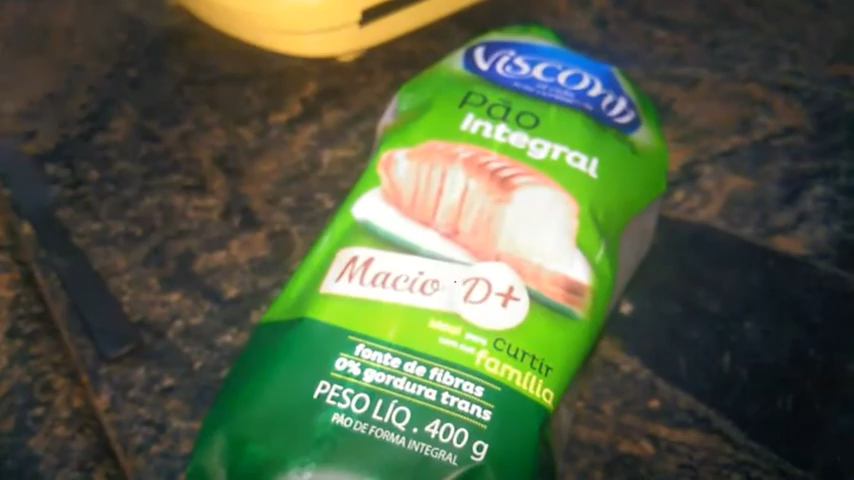 Visconti
Pão
Integral
Macio D+
ideal para curtir
com sua família
fonte de fibras
0% gordura trans
PESO LÍQ. 400 g
PÃO DE FORMA INTEGRAL